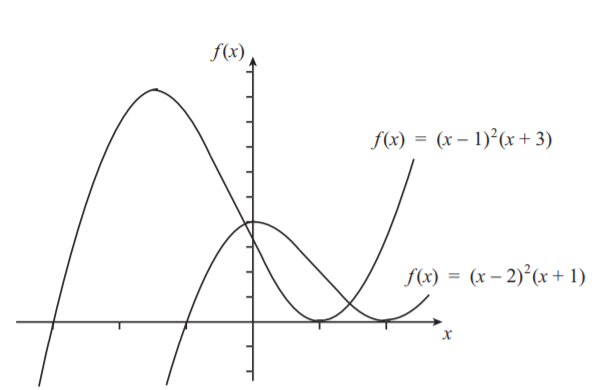 f(x)
f(x) = (x – 1)²(x + 3)
f(x) = (x – 2)²(x + 1)
x